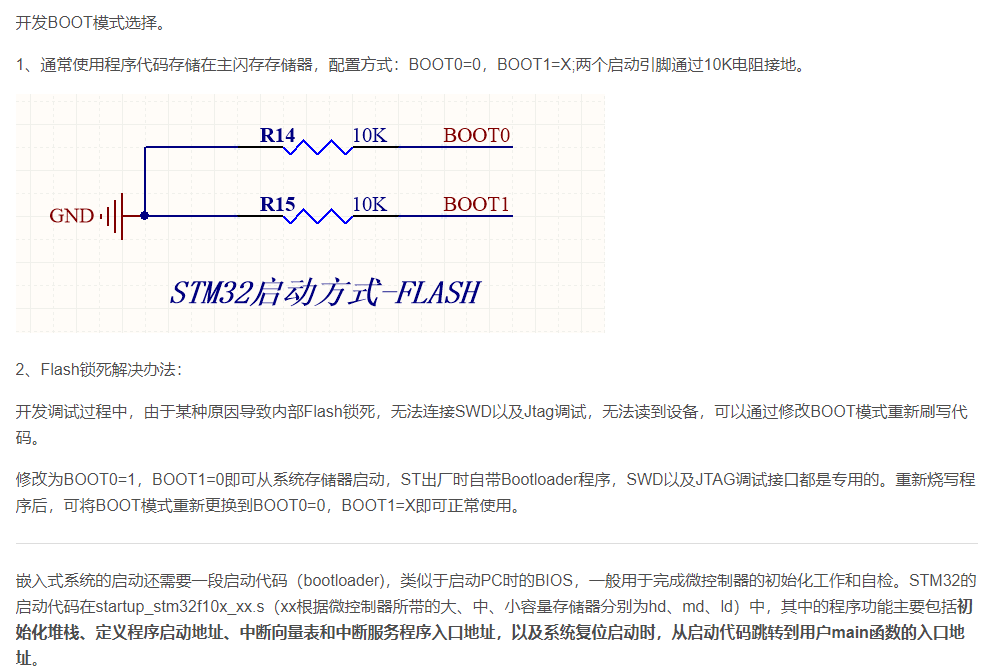 开发BOOT模式选择。
1、通常使用程序代码存储在主闪存存储器，配置方式：BOOT0=0，BOOT1=X;两个启动引脚通过10K电阻接地。
R14 10K BOOT0
R15 10K BOOT1
GND
STM32启动方式-FLASH
2、Flash锁死解决办法：
开发调试过程中，由于某种原因导致内部Flash锁死，无法连接SWD以及Jtag调试，无法读到设备，可以通过修改BOOT模式重新刷写代
码。
修改为BOOT0=1，BOOT1=0即可从系统存储器启动，ST出厂时自带Bootloader程序，SWD以及JTAG调试接口都是专用的。重新烧写程
序后，可将BOOT模式重新更换到BOOT0=0，BOOT1=X即可正常使用。
嵌入式系统的启动还需要一段启动代码（bootloader)，类似于启动PC时的BIOS，一般用于完成微控制器的初始化工作和自检。STM32的
启动代码在startup_stm32f10x_xx.s（xx根据微控制器所带的大、中、小容量存储器分别为hd、md、ld）中，其中的程序功能主要包括初
始化堆栈、定义程序启动地址、中断向量表和中断服务程序入口地址，以及系统复位启动时，从启动代码跳转到用户main函数的入口地
址。